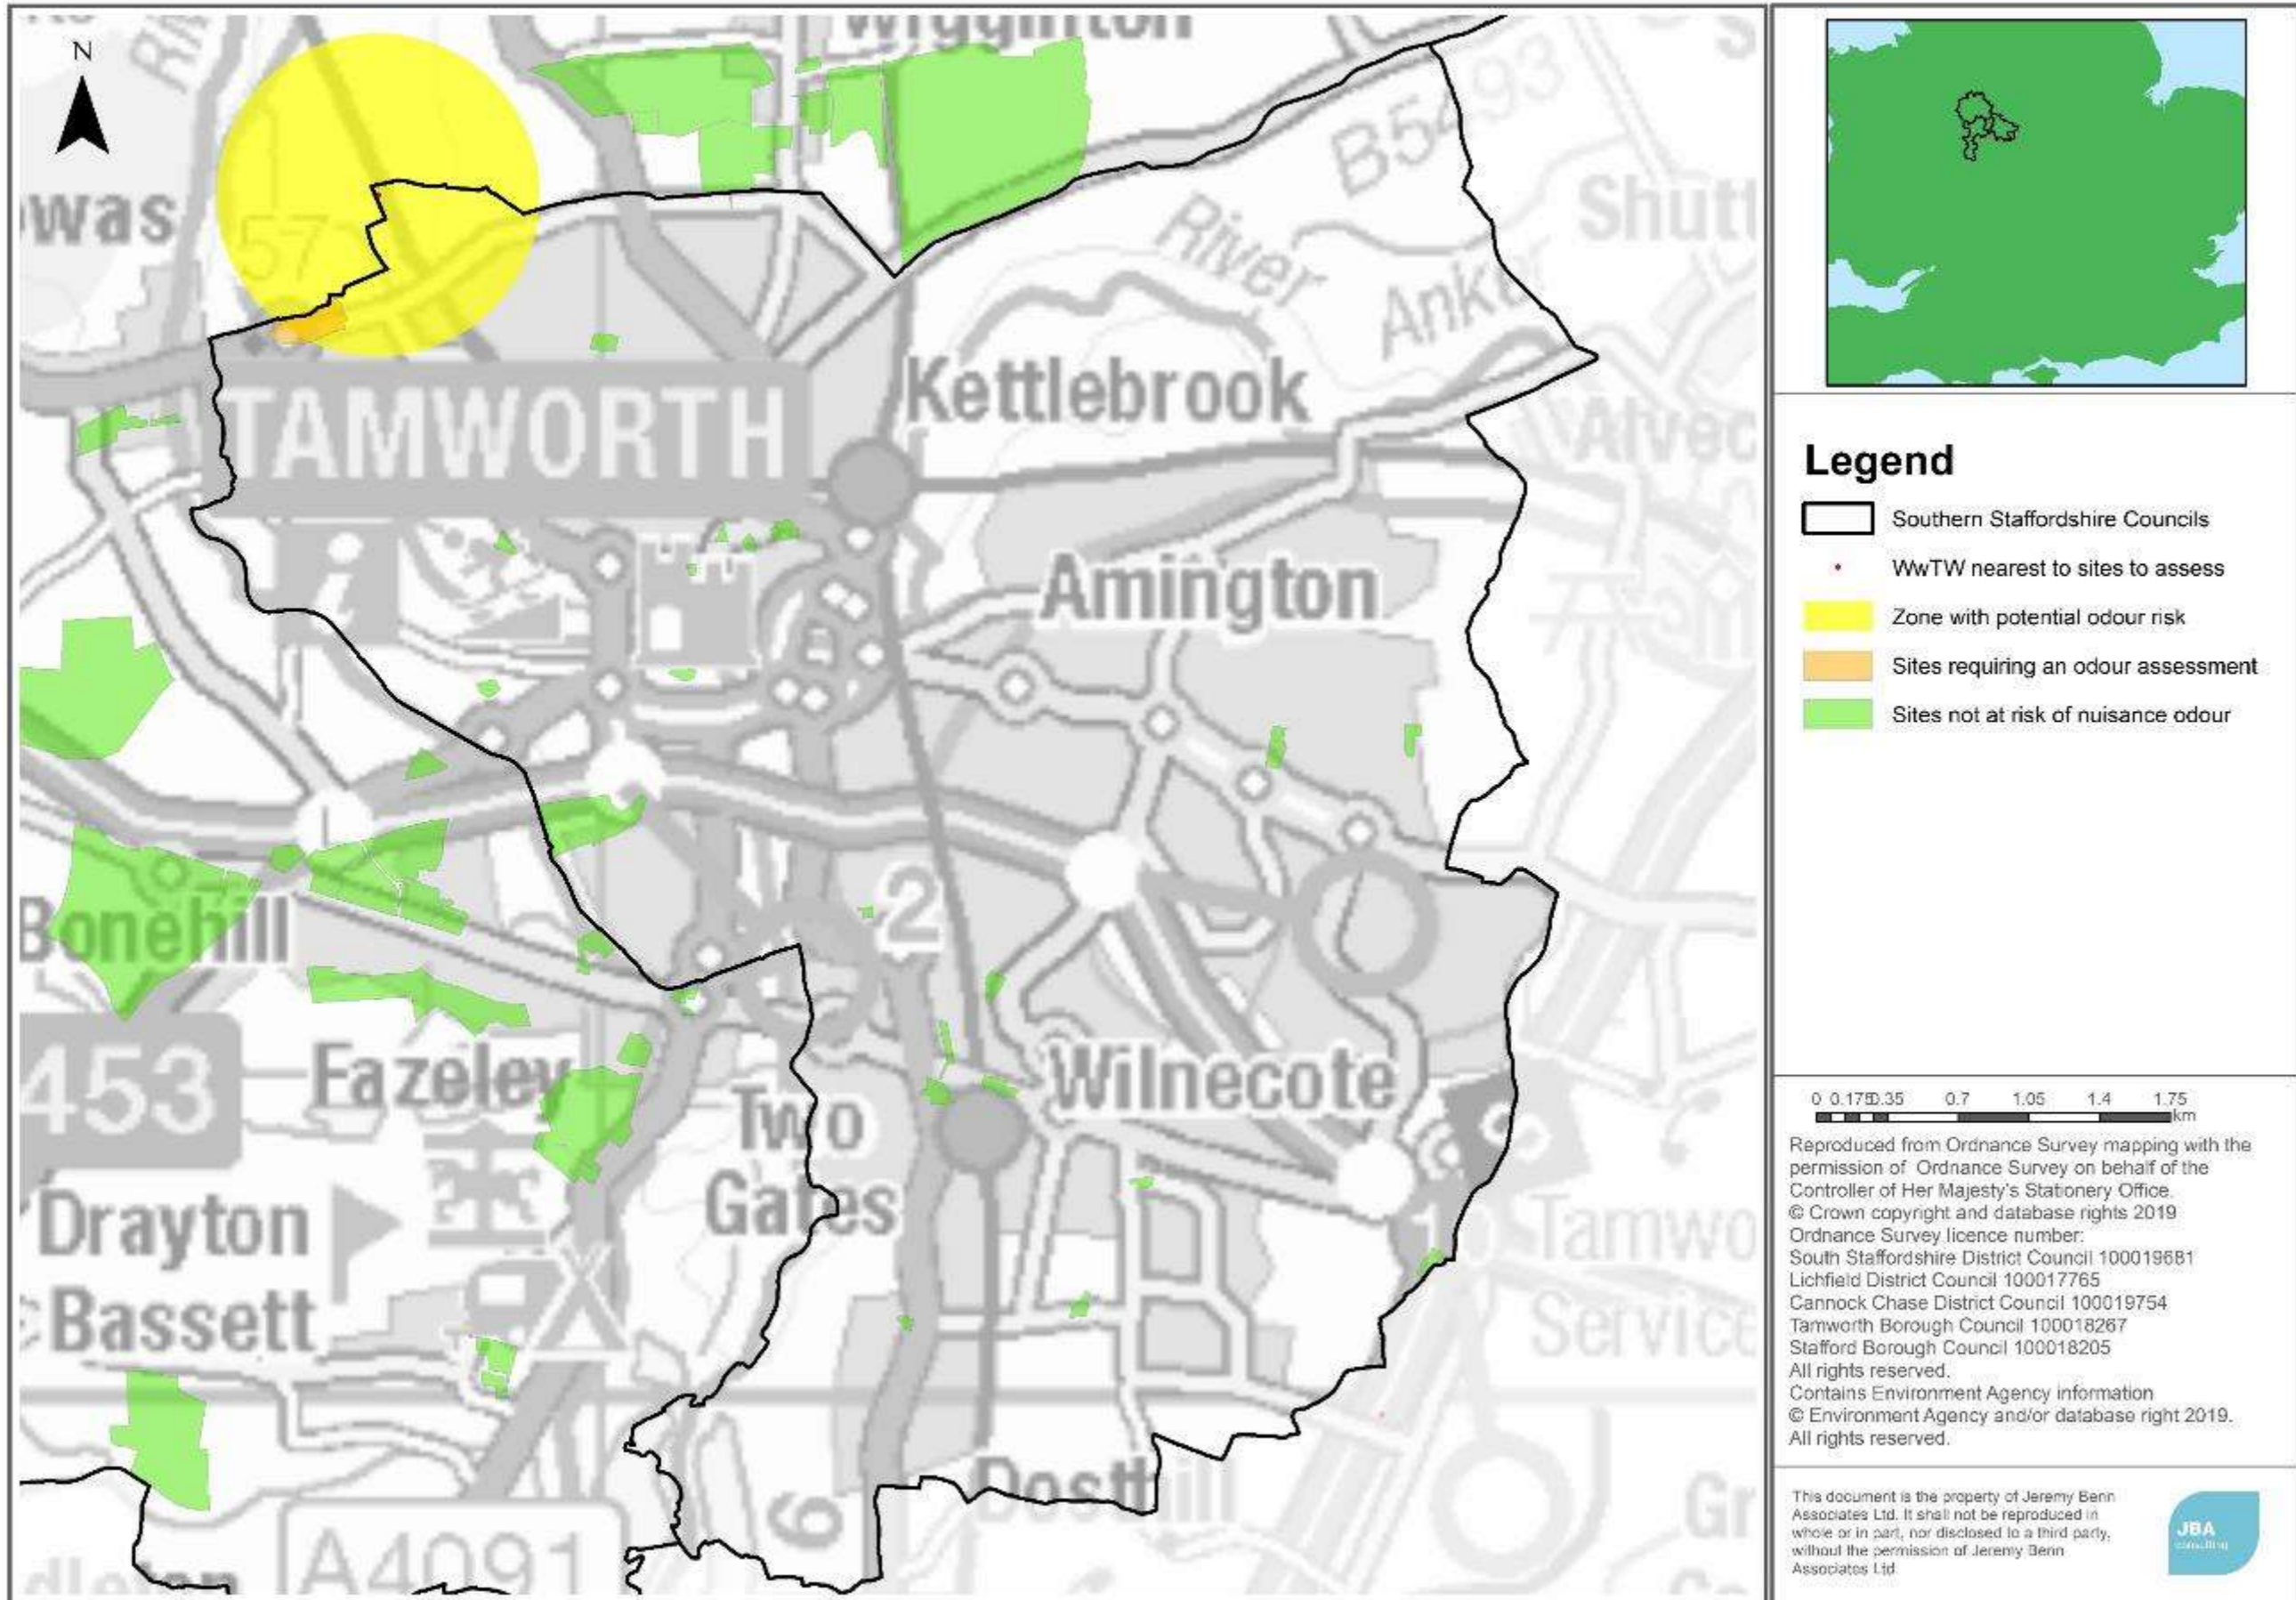 Wigginton
N
B5493
was
Shutt
River
57
Anker
Kettlebrook
TAMWORTH
Alvec
Amington
i
2
Bonehill
453
Fazeley
Wilnecote
Two
Gates
Drayton
Bassett
10
Tamwo
Service
Dosthill
A4091
Legend
Southern Staffordshire Councils
WwTW nearest to sites to assess
Zone with potential odour risk
Sites requiring an odour assessment
Sites not at risk of nuisance odour
0 0.175 0.35 0.7 1.05 1.4 1.75
km
Reproduced from Ordnance Survey mapping with the
permission of Ordnance Survey on behalf of the
Controller of Her Majesty's Stationery Office.
© Crown copyright and database rights 2019
Ordnance Survey licence number:
South Staffordshire District Council 100019681
Lichfield District Council 100017765
Cannock Chase District Council 100019754
Tamworth Borough Council 100018267
Stafford Borough Council 100018205
All rights reserved.
Contains Environment Agency information
© Environment Agency and/or database right 2019.
All rights reserved.
This document is the property of Jeremy Benn
Associates Ltd. It shall not be reproduced in
whole or in part, nor disclosed to a third party,
without the permission of Jeremy Benn
Associates Ltd.
JBA
consulting